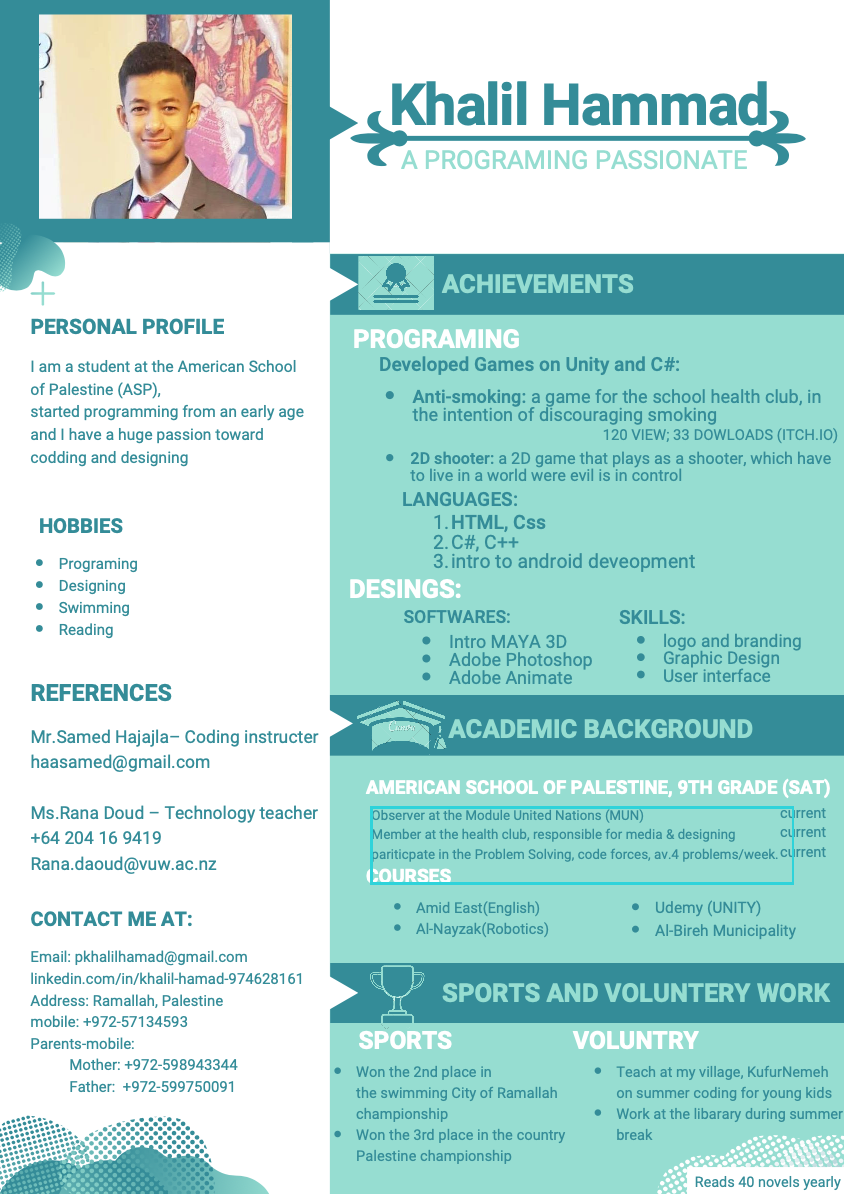 Khalil Hammad
A PROGRAMING PASSIONATE
PERSONAL PROFILE
I am a student at the American School
of Palestine (ASP),
started programming from an early age
and I have a huge passion toward
codding and designing
HOBBIES
Programing
Designing
Swimming
Reading
REFERENCES
Mr.Samed Hajajla– Coding instructer
haasamed@gmail.com
Ms.Rana Doud – Technology teacher
+64 204 16 9419
Rana.daoud@vuw.ac.nz
CONTACT ME AT:
Email: pkhalilhamad@gmail.com
linkedin.com/in/khalil-hamad-974628161
Address: Ramallah, Palestine
mobile: +972-57134593
Parents-mobile:
Mother: +972-598943344
Father: +972-599750091
ACHIEVEMENTS
PROGRAMING
Developed Games on Unity and C#:
Anti-smoking: a game for the school health club, in
the intention of discouraging smoking
120 VIEW; 33 DOWLOADS (ITCH.IO)
2D shooter: a 2D game that plays as a shooter, which have
to live in a world were evil is in control
LANGUAGES:
1. HTML, Css
2. C#, C++
3. intro to android deveopment
DESINGS:
SOFTWARES:
Intro MAYA 3D
Adobe Photoshop
Adobe Animate
SKILLS:
logo and branding
Graphic Design
User interface
ACADEMIC BACKGROUND
AMERICAN SCHOOL OF PALESTINE, 9TH GRADE (SAT)
Observer at the Module United Nations (MUN) current
Member at the health club, responsible for media & designing current
pariticpate in the Problem Solving, code forces, av.4 problems/week. current
COURSES
Amid East(English)
Al-Nayzak(Robotics)
Udemy (UNITY)
Al-Bireh Municipality
SPORTS AND VOLUNTERY WORK
SPORTS
Won the 2nd place in
the swimming City of Ramallah
championship
Won the 3rd place in the country
Palestine championship
VOLUNTRY
Teach at my village, KufurNemeh
on summer coding for young kids
Work at the libarary during summer
break
Reads 40 novels yearly